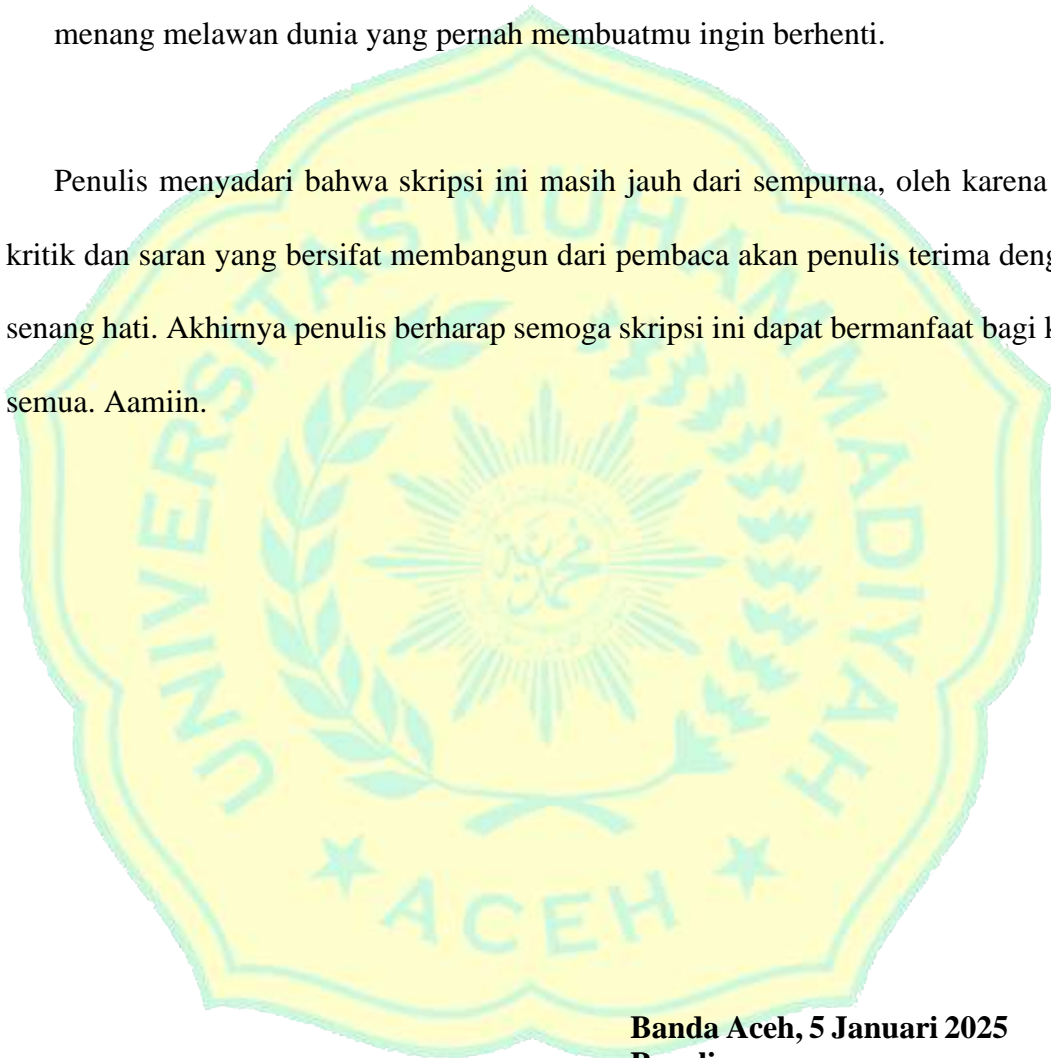 menang melawan dunia yang pernah membuatmu ingin berhenti.
Penulis menyadari bahwa skripsi ini masih jauh dari sempurna, oleh karena
kritik dan saran yang bersifat membangun dari pembaca akan penulis terima deng
senang hati. Akhirnya penulis berharap semoga skripsi ini dapat bermanfaat bagi k
semua. Aamiin.
UNIVERSITAS MUHAMMADIYAH
ACEH
Banda Aceh, 5 Januari 2025